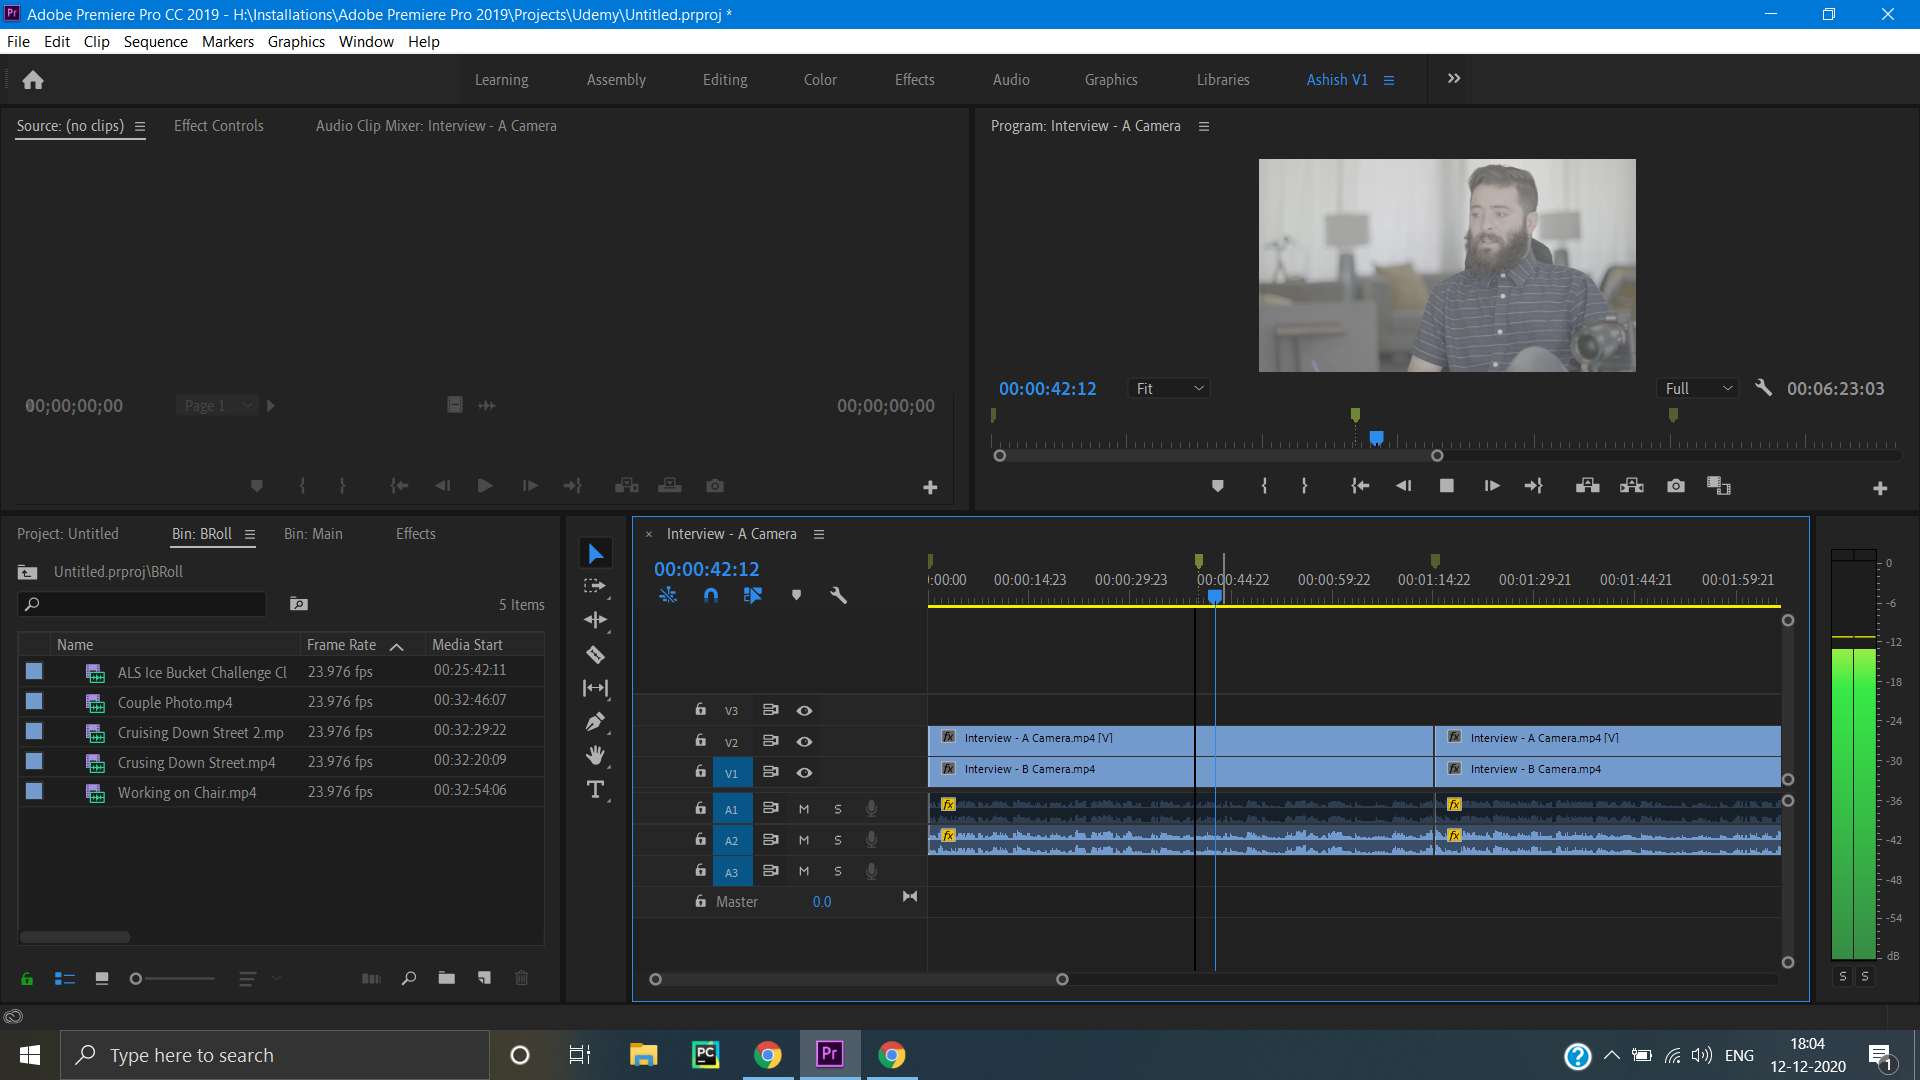 Pr Adobe Premiere Pro CC 2019 - H:\Installations\Adobe Premiere Pro 2019\Projects\Udemy\Untitled.prproj *
File Edit Clip Sequence Markers Graphics Window Help
Learning Assembly Editing Color Effects Audio Graphics Libraries Ashish V1
Source: (no clips) Effect Controls Audio Clip Mixer: Interview - A Camera
Program: Interview - A Camera
00;00;00;00 Page 1 00;00;00;00
00:00:42:12 Fit Full 00:06:23:03
Project: Untitled Bin: BRoll Bin: Main Effects
Untitled.prproj\BRoll
5 Items
Name Frame Rate Media Start
ALS Ice Bucket Challenge Cl 23.976 fps 00:25:42:11
Couple Photo.mp4 23.976 fps 00:32:46:07
Cruising Down Street 2.mp 23.976 fps 00:32:29:22
Crusing Down Street.mp4 23.976 fps 00:32:20:09
Working on Chair.mp4 23.976 fps 00:32:54:06
× Interview - A Camera
00:00:42:12
:00:00 00:00:14:23 00:00:29:23 00:00:44:22 00:00:59:22 00:01:14:22 00:01:29:21 00:01:44:21 00:01:59:21
V3
V2 fx Interview - A Camera.mp4 [V] fx Interview - A Camera.mp4 [V]
V1 fx Interview - B Camera.mp4 fx Interview - B Camera.mp4
A1 M S fx fx
A2 M S fx fx
A3 M S
Master 0.0
T
0
-6
-12
-18
-24
-30
-36
-42
-48
-54
dB
S S
Type here to search PC Pr ENG 18:04
12-12-2020
1